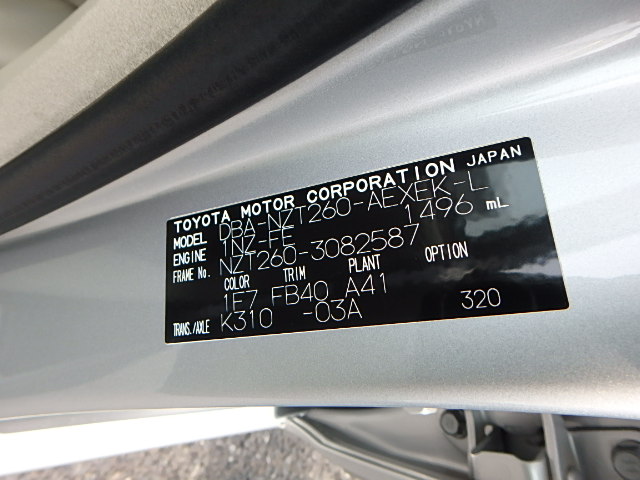 TOYOTA MOTOR CORPORATION JAPAN
MODEL DBA-NZT260-AEXEK-L
ENGINE 1NZ-FE 1496 mL
FRAME No. NZT260-3082587
COLOR TRIM PLANT OPTION
1E7 FB40 A41
TRANS./AXLE K310 -03A 320